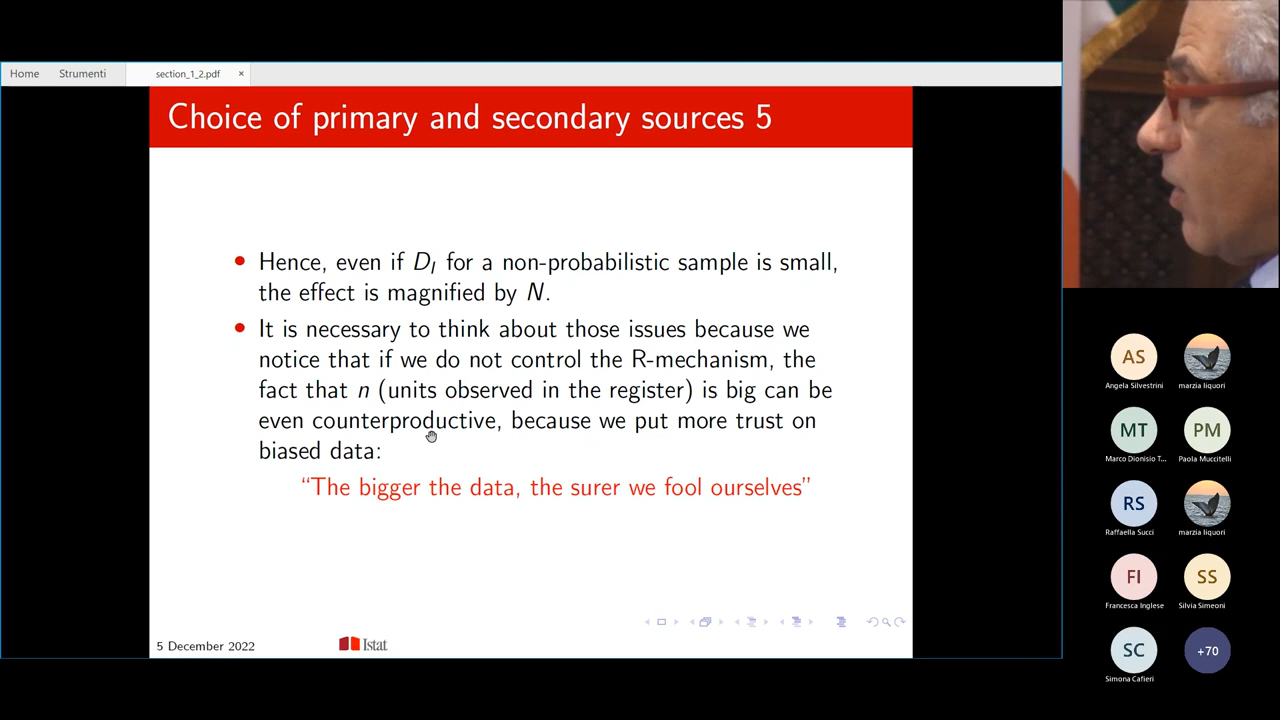 Home Strumenti section_1_2.pdf ×
Choice of primary and secondary sources 5
Hence, even if D_I for a non-probabilistic sample is small,
the effect is magnified by N.
It is necessary to think about those issues because we
notice that if we do not control the R-mechanism, the
fact that n (units observed in the register) is big can be
even counterproductive, because we put more trust on
biased data:
“The bigger the data, the surer we fool ourselves”
5 December 2022 Istat
AS
Angela Silvestrini marzia liquori
MT PM
Marco Dionisio T... Paola Muccitelli
RS
Raffaella Succi marzia liquori
FI SS
Francesca Inglese Silvia Simeoni
SC +70
Simona Cafieri